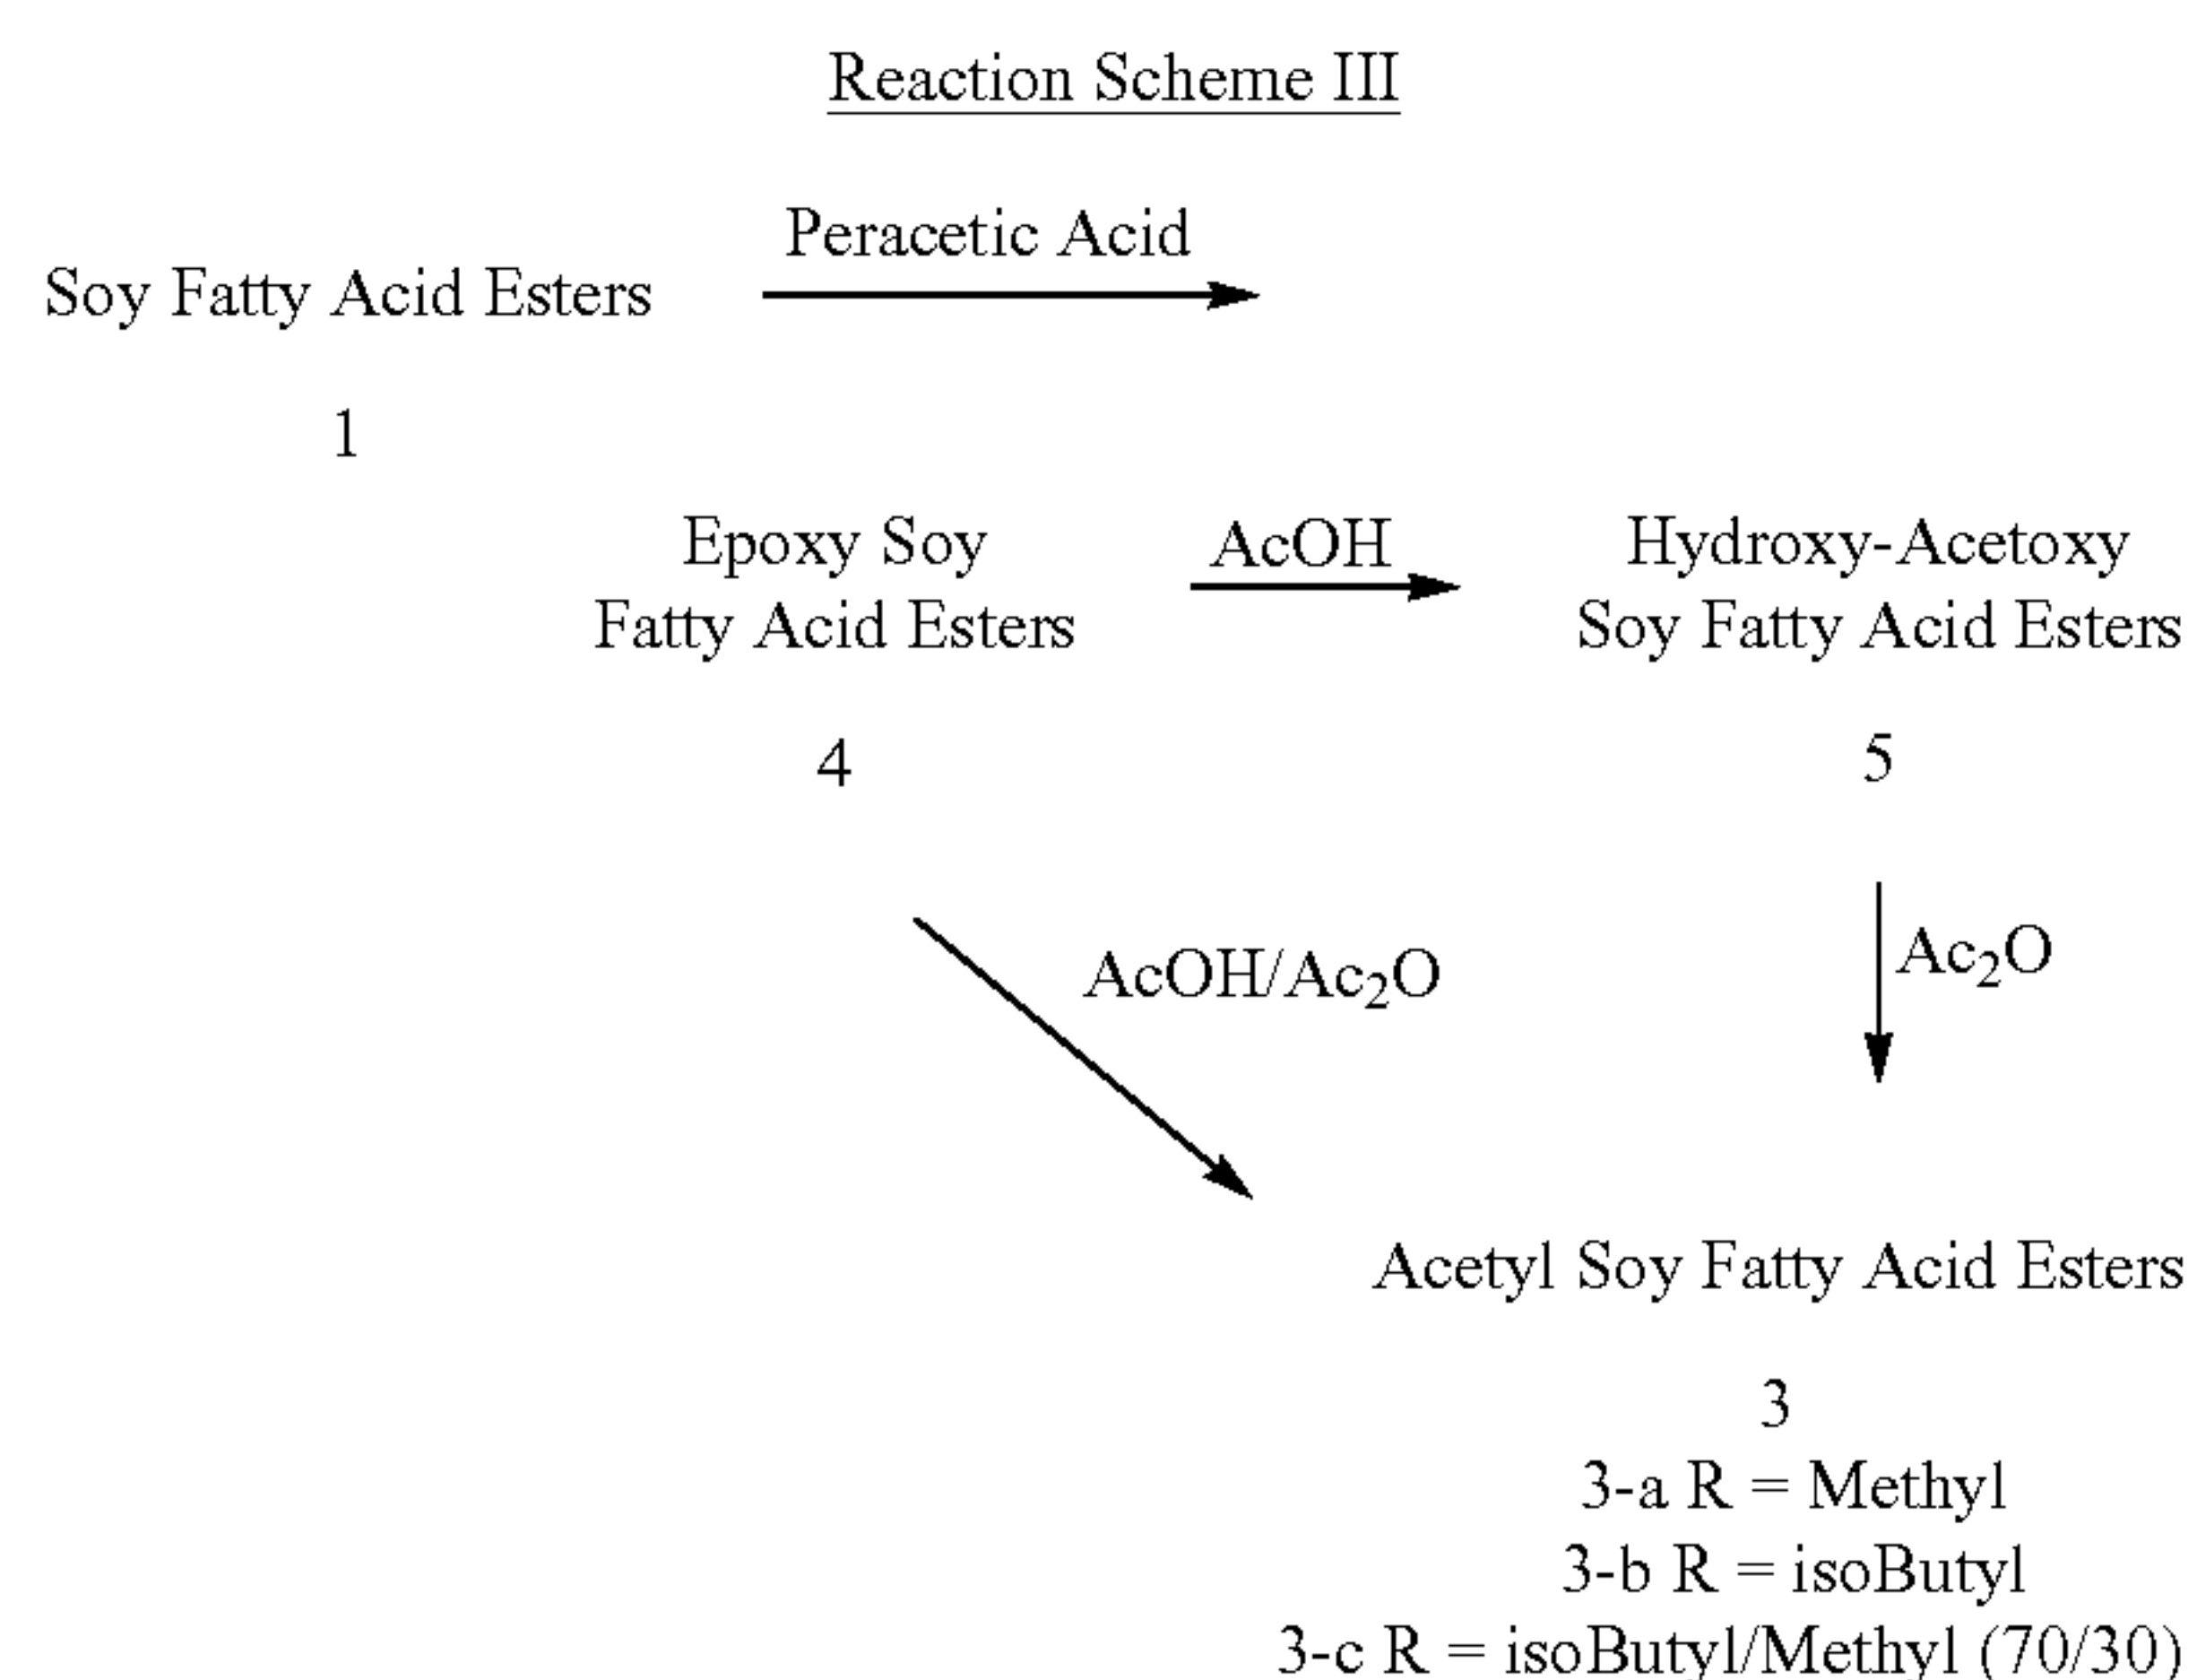 Reaction Scheme III
Peracetic Acid
Soy Fatty Acid Esters
1
Epoxy Soy
Fatty Acid Esters
4
AcOH
Hydroxy-Acetoxy
Soy Fatty Acid Esters
5
AcOH/Ac₂O
Ac₂O
Acetyl Soy Fatty Acid Esters
3
3-a R = Methyl
3-b R = isoButyl
3-c R = isoButyl/Methyl (70/30)